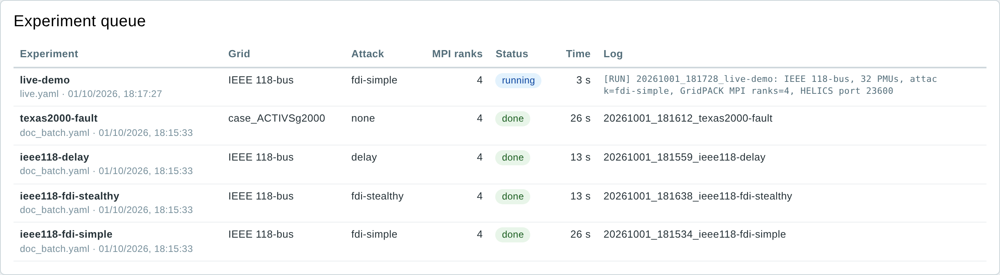 Experiment queue
Experiment Grid Attack MPI ranks Status Time Log
live-demo IEEE 118-bus fdi-simple 4 running 3 s [RUN] 20261001_181728_live-demo: IEEE 118-bus, 32 PMUs, attac
live.yaml · 01/10/2026, 18:17:27 k=fdi-simple, GridPACK MPI ranks=4, HELICS port 23600
texas2000-fault case_ACTIVSg2000 none 4 done 26 s 20261001_181612_texas2000-fault
doc_batch.yaml · 01/10/2026, 18:15:33
ieee118-delay IEEE 118-bus delay 4 done 13 s 20261001_181559_ieee118-delay
doc_batch.yaml · 01/10/2026, 18:15:33
ieee118-fdi-stealthy IEEE 118-bus fdi-stealthy 4 done 13 s 20261001_181638_ieee118-fdi-stealthy
doc_batch.yaml · 01/10/2026, 18:15:33
ieee118-fdi-simple IEEE 118-bus fdi-simple 4 done 26 s 20261001_181534_ieee118-fdi-simple
doc_batch.yaml · 01/10/2026, 18:15:33